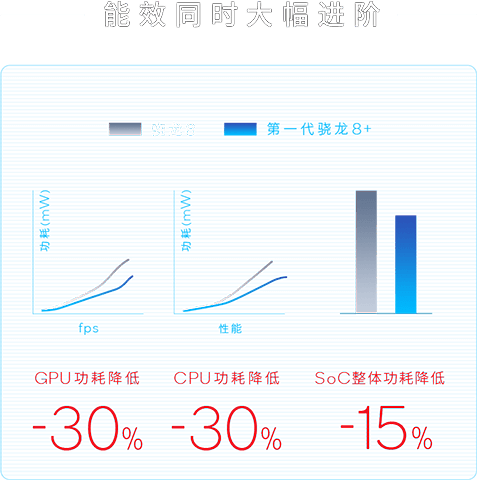 能效同时大幅进阶
骁龙8 第一代骁龙8+
功耗(mW)
fps
功耗(mW)
性能
GPU功耗降低
-30%
CPU功耗降低
-30%
SoC整体功耗降低
-15%